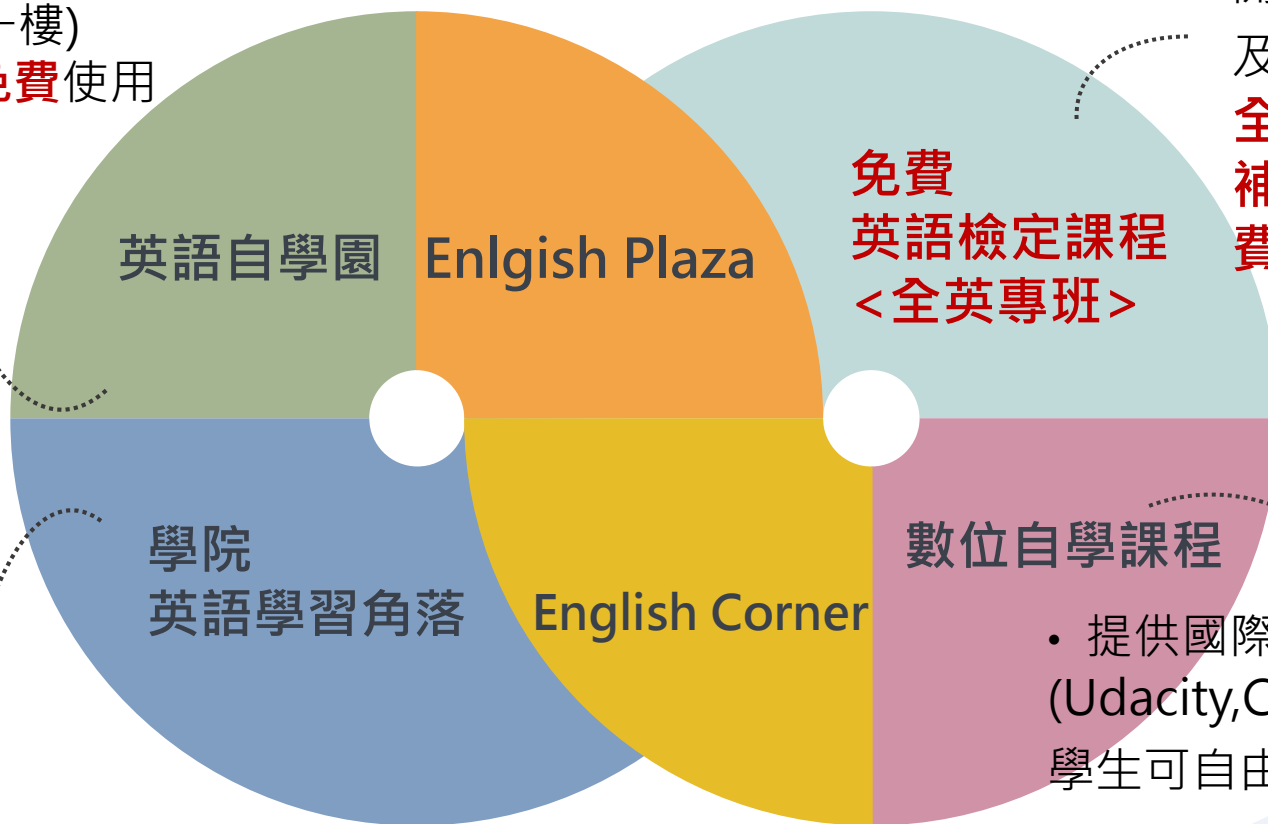 樓)
免費使用
及
全
補
費
免費
英語檢定課程
<全英專班>
英語自學園
Enlgish Plaza
學院
英語學習角落
English Corner
數位自學課程
• 提供國際
(Udacity,C
學生可自由